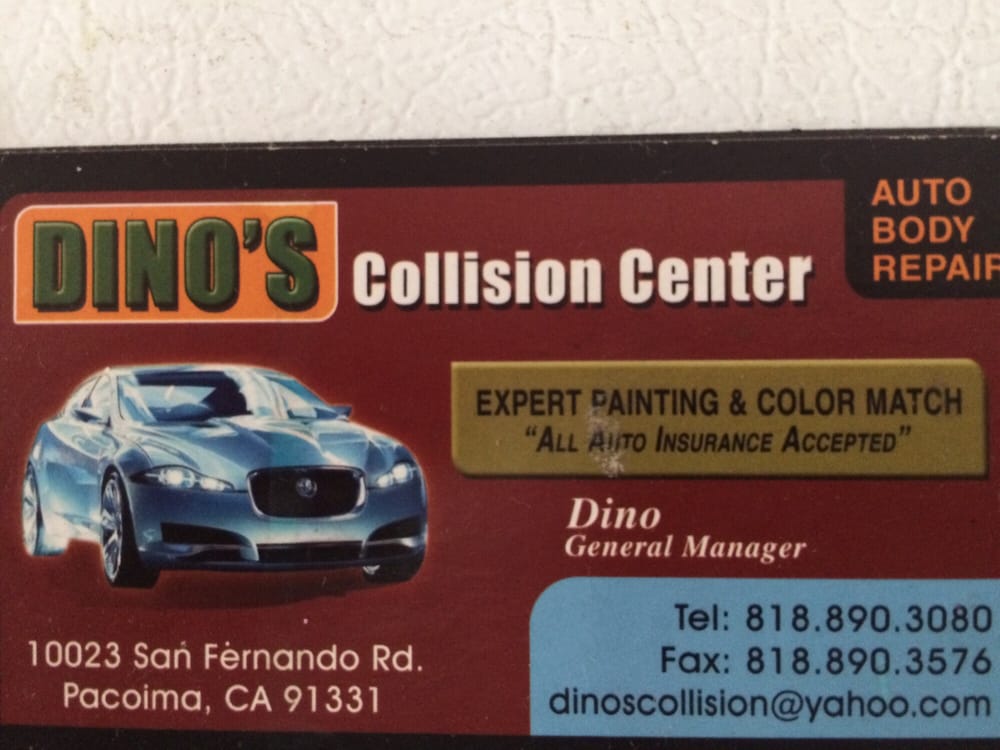 DINO'S Collision Center
AUTO
BODY
REPAIR
EXPERT PAINTING & COLOR MATCH
"ALL AUTO INSURANCE ACCEPTED"
Dino
General Manager
10023 San Fernando Rd.
Pacoima, CA 91331
Tel: 818.890.3080
Fax: 818.890.3576
dinoscollision@yahoo.com